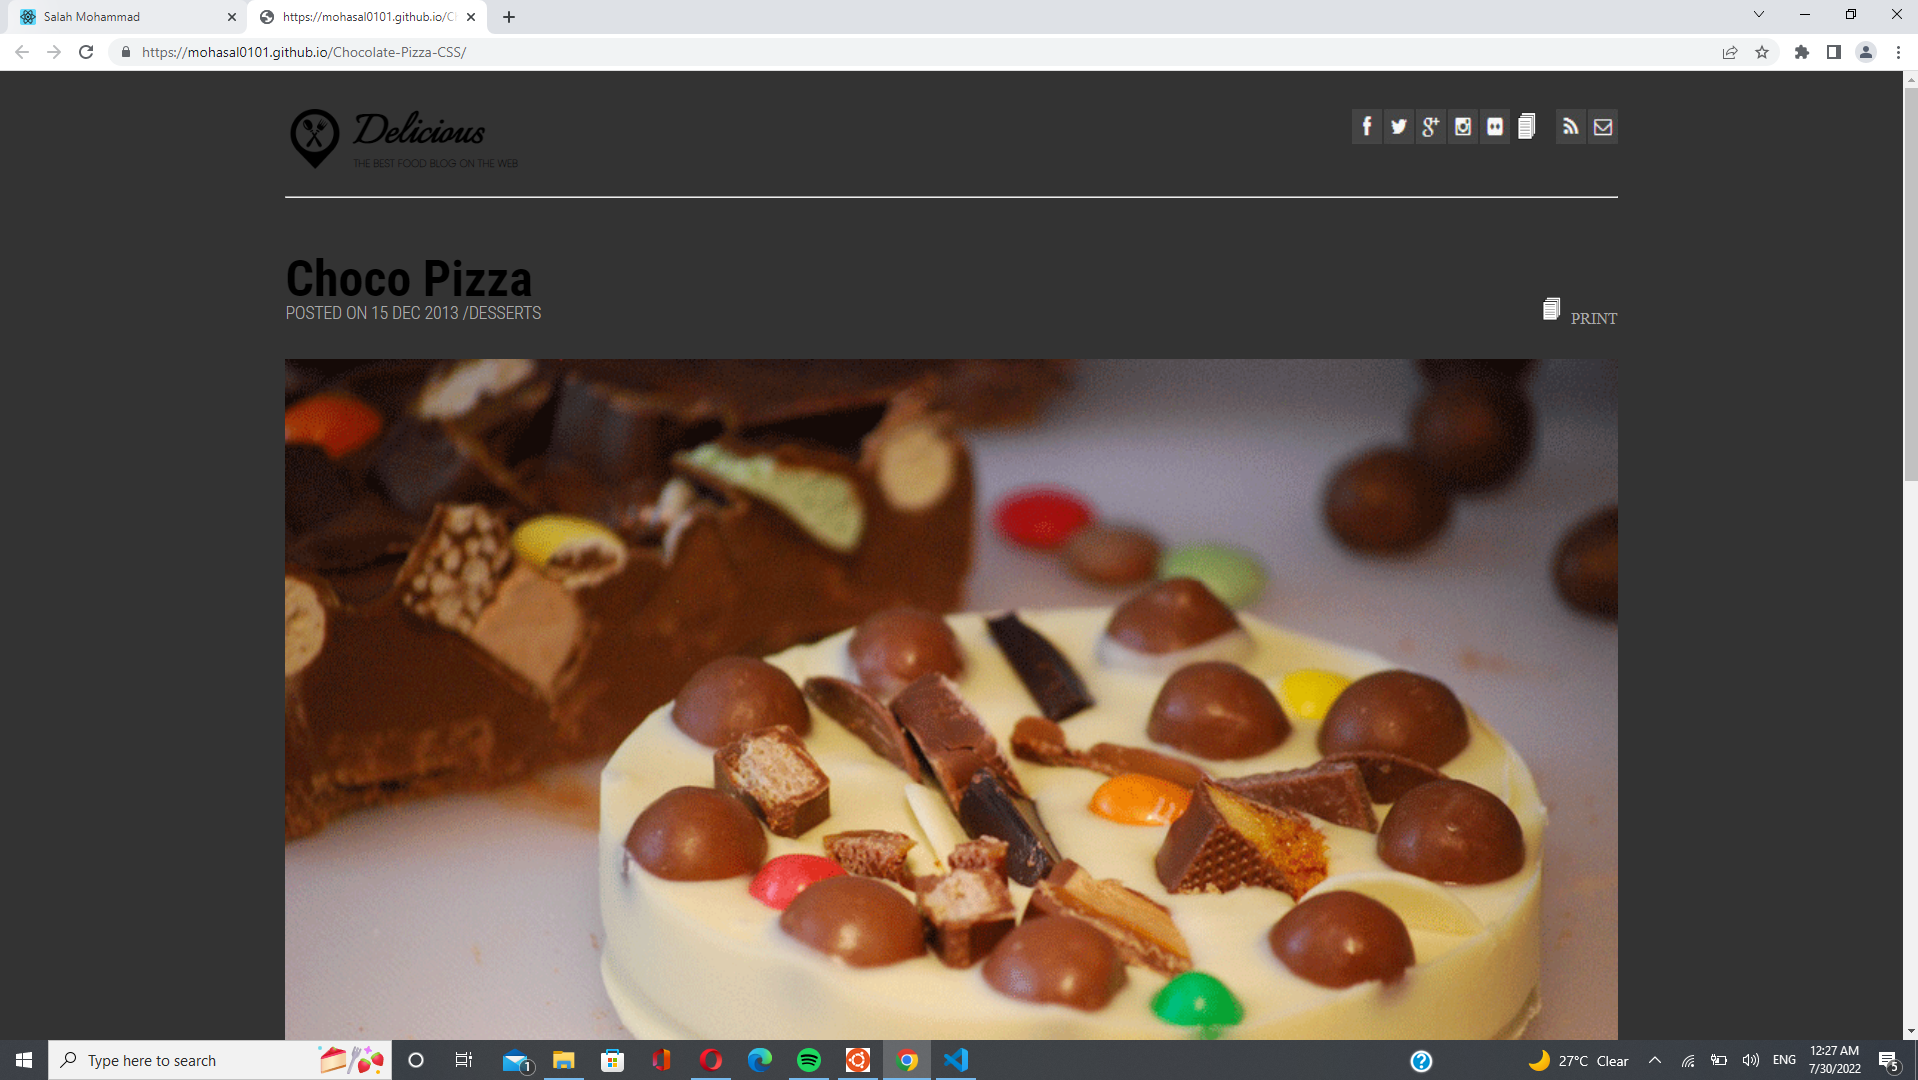 Salah Mohammad
https://mohasal0101.github.io/Cl
https://mohasal0101.github.io/Chocolate-Pizza-CSS/
Delicious
THE BEST FOOD BLOG ON THE WEB
Choco Pizza
POSTED ON 15 DEC 2013 /DESSERTS
PRINT
Type here to search
1
27°C Clear
ENG
12:27 AM
7/30/2022
5